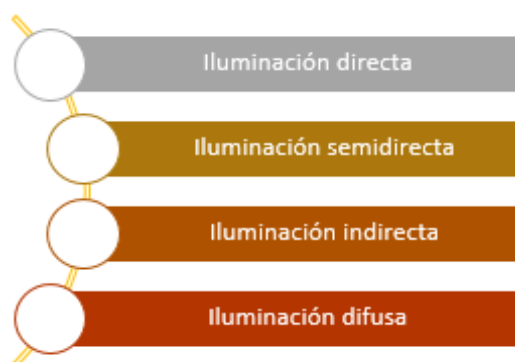 Iluminación directa
Iluminación semidirecta
Iluminación indirecta
Iluminación difusa